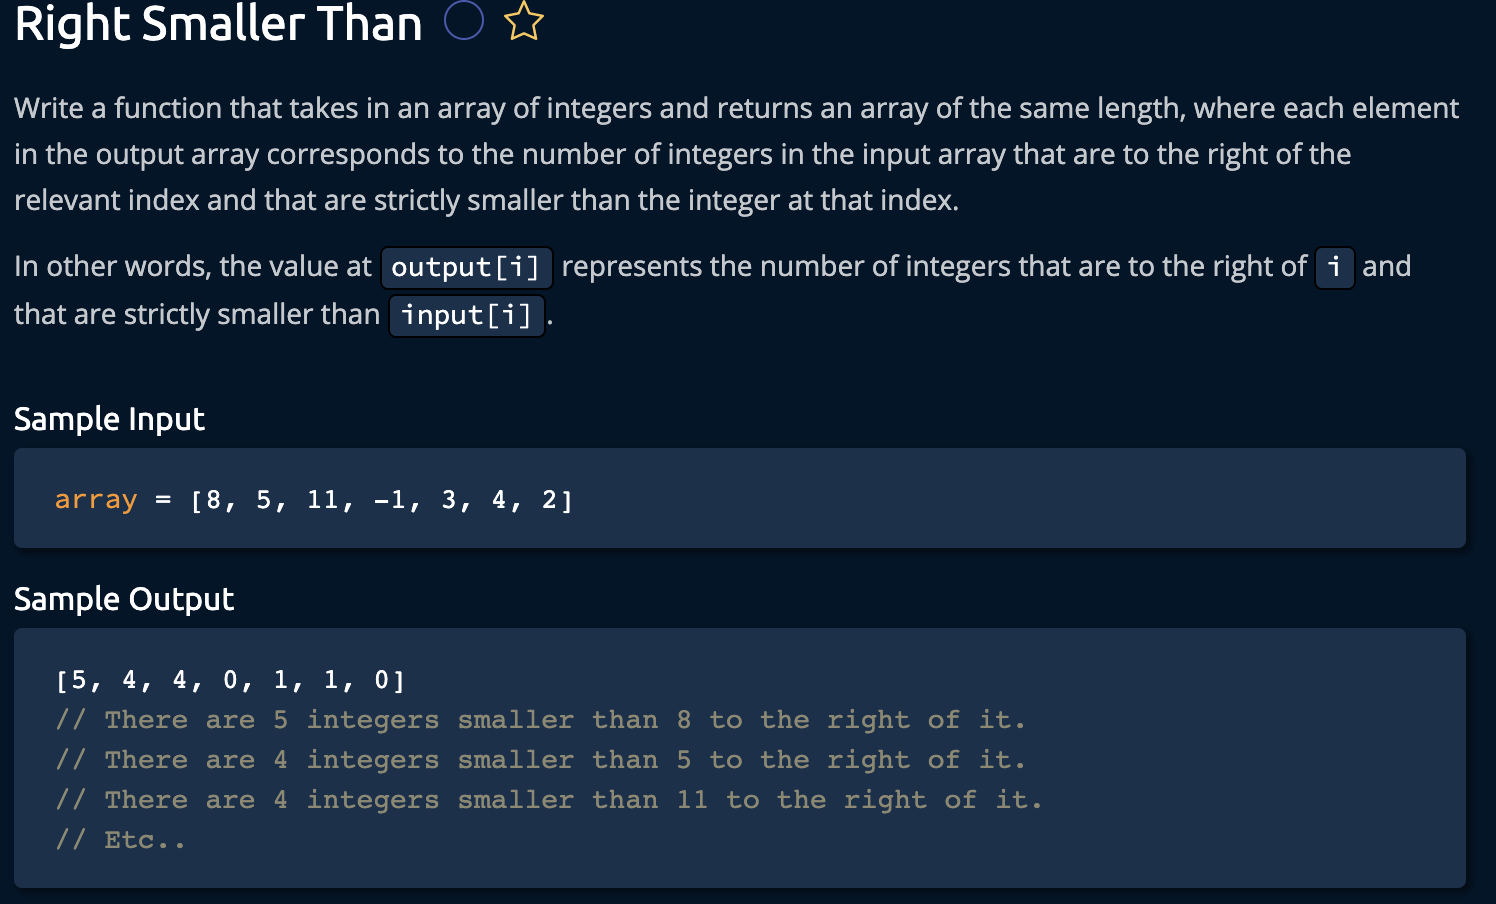 Right Smaller Than
Write a function that takes in an array of integers and returns an array of the same length, where each element
in the output array corresponds to the number of integers in the input array that are to the right of the
relevant index and that are strictly smaller than the integer at that index.
In other words, the value at output[i] represents the number of integers that are to the right of i and
that are strictly smaller than input[i].
Sample Input
array = [8, 5, 11, -1, 3, 4, 2]
Sample Output
[5, 4, 4, 0, 1, 1, 0]
// There are 5 integers smaller than 8 to the right of it.
// There are 4 integers smaller than 5 to the right of it.
// There are 4 integers smaller than 11 to the right of it.
// Etc..